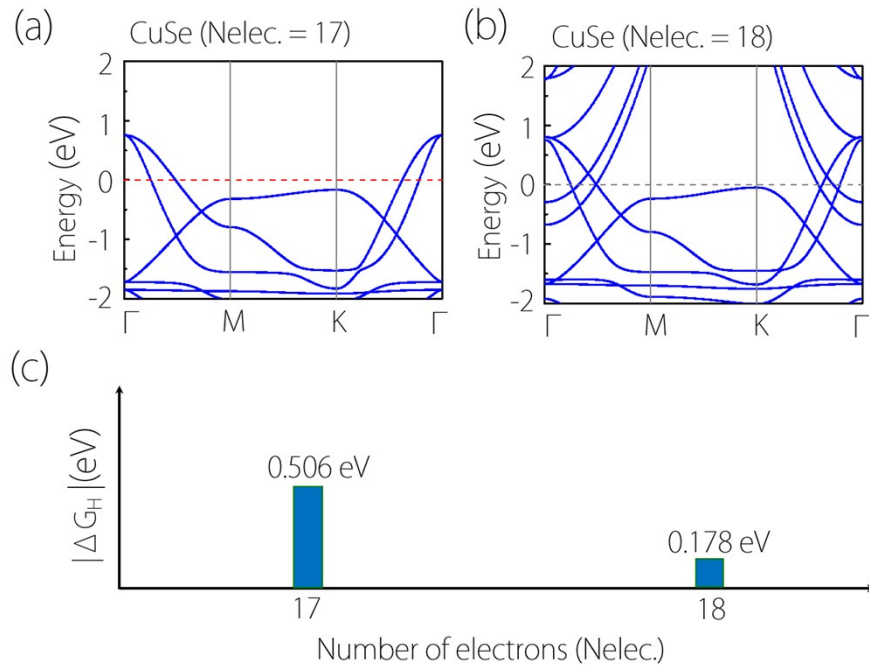 (a)
CuSe (Nelec. = 17)
2
1
0
-1
-2
Energy (eV)
Γ M K Γ
(b)
CuSe (Nelec. = 18)
2
1
0
-1
-2
Energy (eV)
Γ M K Γ
(c)
|ΔG_H|(eV)
0.506 eV
0.178 eV
17 18
Number of electrons (Nelec.)